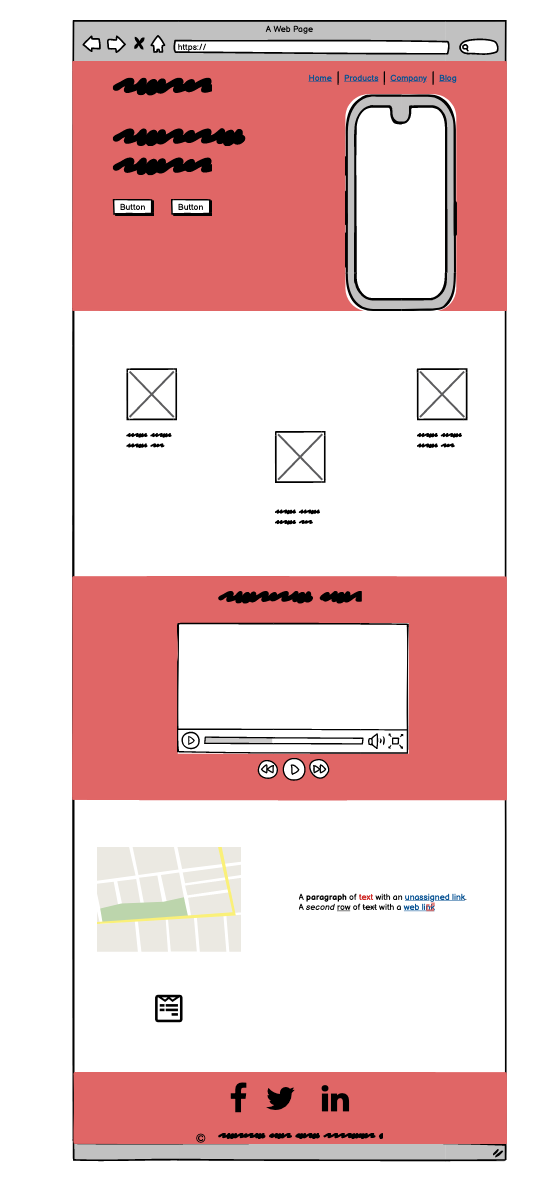 A Web Page
https://
Home | Products | Company | Blog
Button Button
A paragraph of text with an unassigned link.
A second row of text with a web link
©